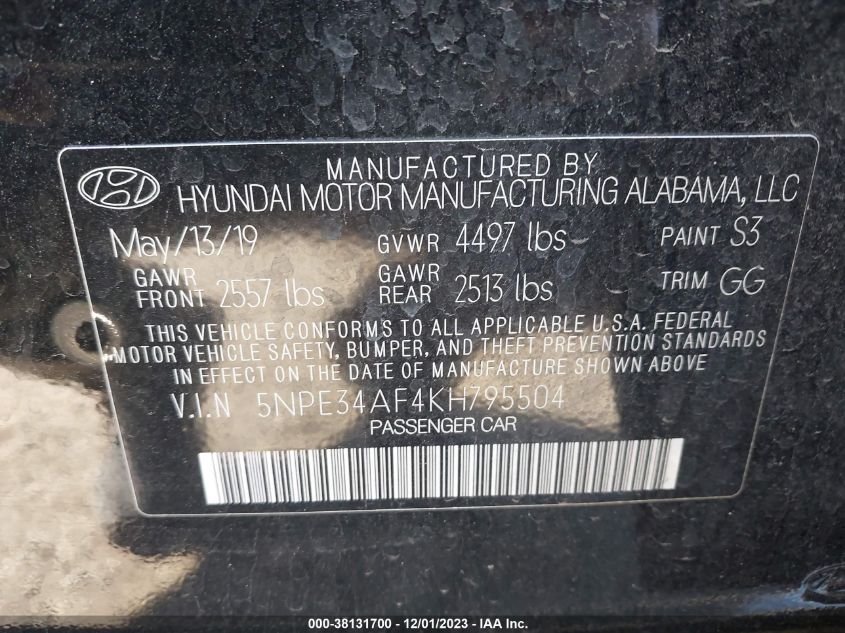 MANUFACTURED BY
HYUNDAI MOTOR MANUFACTURING ALABAMA, LLC
May/13/19 GVWR 4497 lbs PAINT S3
GAWR FRONT 2557 lbs GAWR REAR 2513 lbs TRIM GG
THIS VEHICLE CONFORMS TO ALL APPLICABLE U.S.A. FEDERAL
MOTOR VEHICLE SAFETY, BUMPER, AND THEFT PREVENTION STANDARDS
IN EFFECT ON THE DATE OF MANUFACTURE SHOWN ABOVE
V.I.N 5NPE34AF4KH795504
PASSENGER CAR
000-38131700 - 12/01/2023 - IAAI.COM